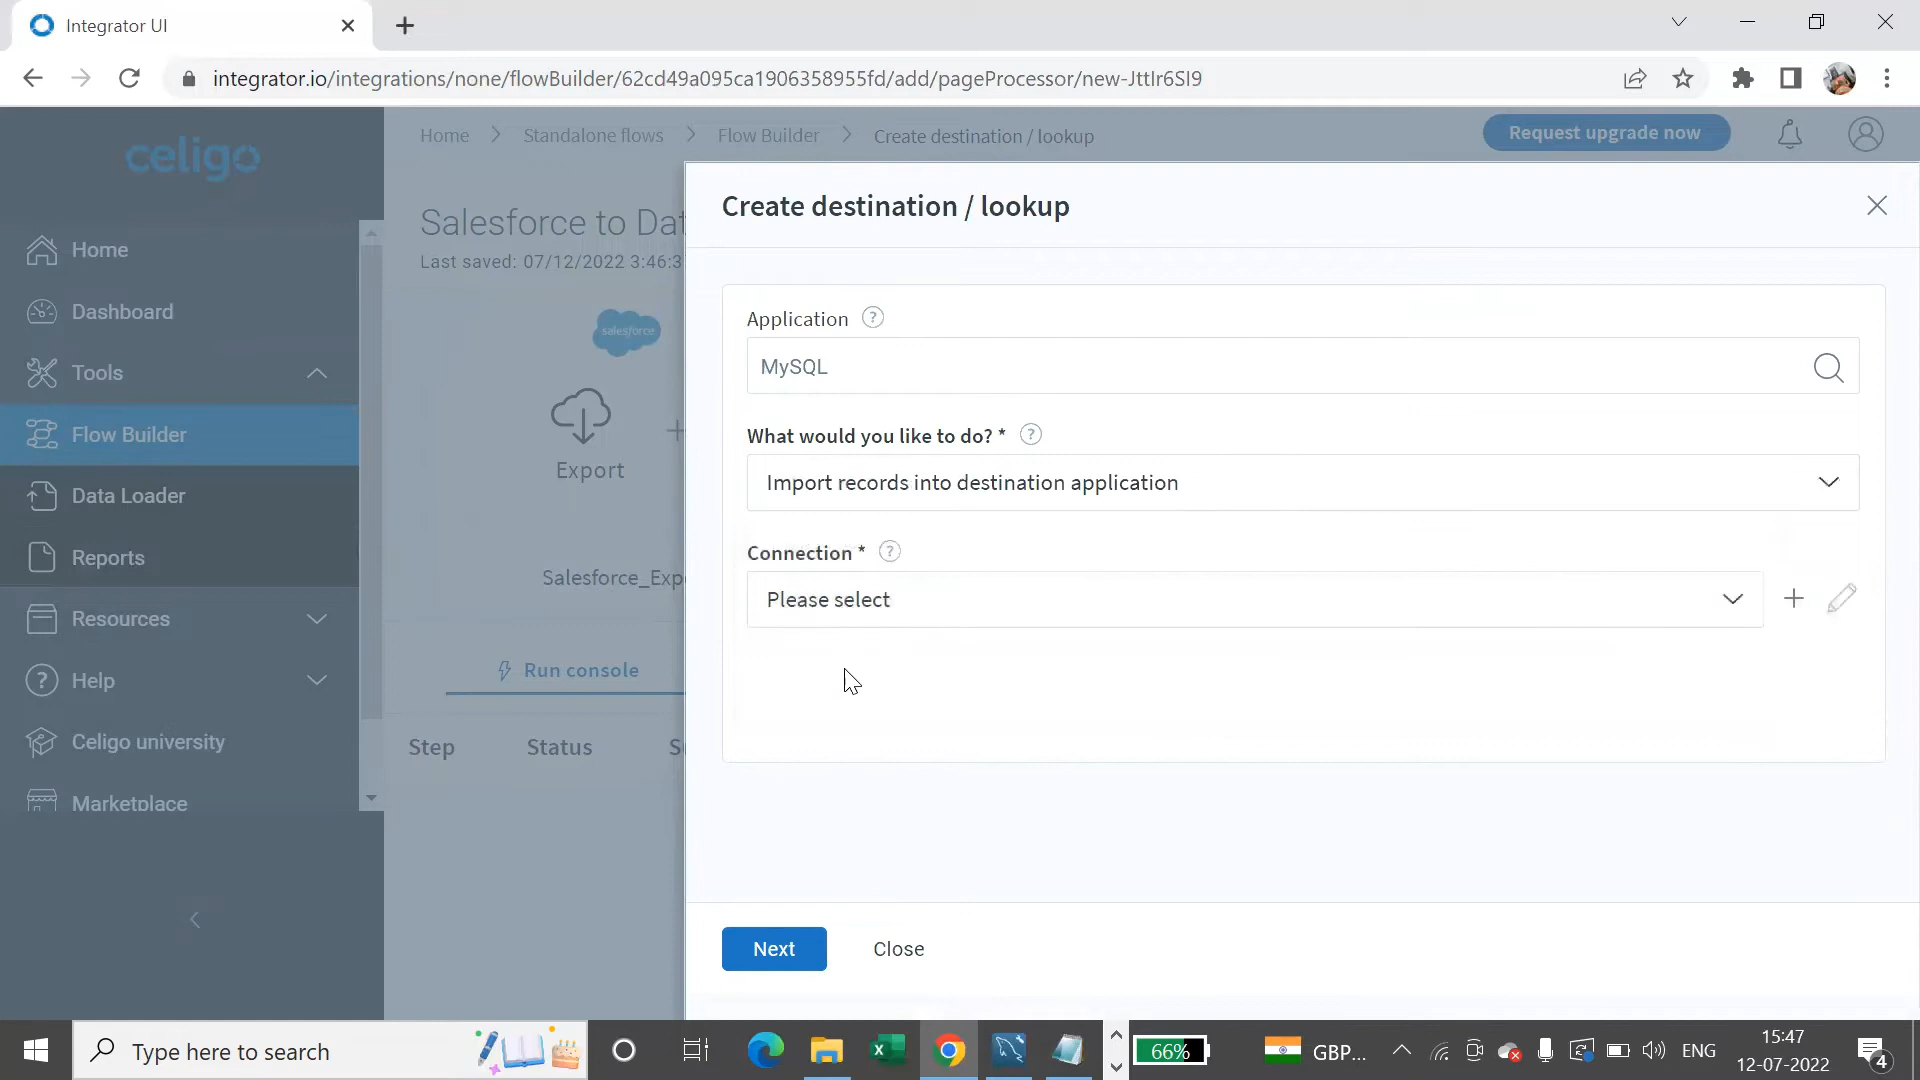 Integrator UI
integrator.io/integrations/none/flowBuilder/62cd49a095ca1906358955fd/add/pageProcessor/new-JttIr6SI9
celigo
Home
Dashboard
Tools
Flow Builder
Data Loader
Reports
Resources
Help
Celigo university
Marketplace
Home > Standalone flows > Flow Builder > Create destination / lookup
Request upgrade now
Salesforce to Dat
Last saved: 07/12/2022 3:46:3
salesforce
Export
Salesforce_Exp
Run console
Step Status S
Create destination / lookup
Application ?
MySQL
What would you like to do? * ?
Import records into destination application
Connection * ?
Please select
Next Close
Type here to search
66%
GBP...
ENG
15:47
12-07-2022
4